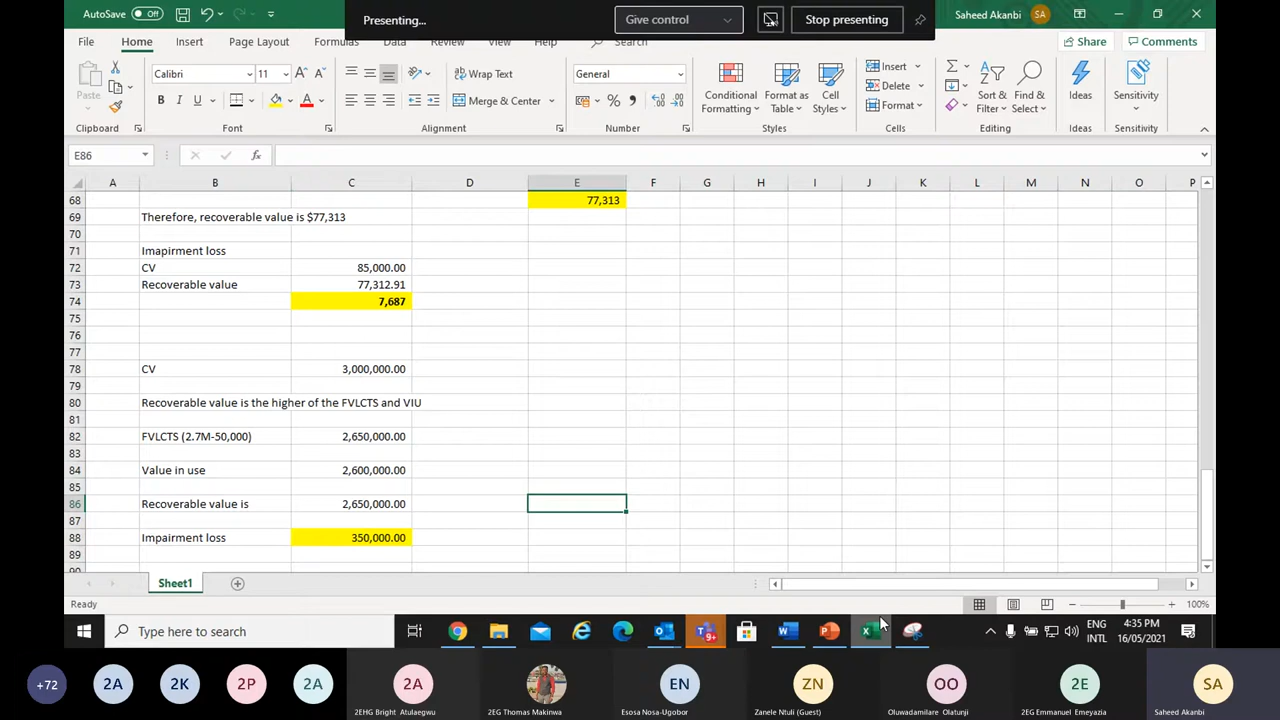 AutoSave Off
Presenting...
Give control
Stop presenting
Saheed Akanbi SA
File Home Insert Page Layout Formulas Data Review View Help Search
Share Comments
Paste
Calibri 11
Wrap Text
General
Insert
Delete
Format
Merge & Center
Conditional Formatting
Format as Table
Cell Styles
Sort & Filter
Find & Select
Ideas
Sensitivity
Clipboard Font Alignment Number Styles Cells Editing Ideas Sensitivity
E86
A B C D E F G H I J K L M N O P
68 77,313
69 Therefore, recoverable value is $77,313
70
71 Imapirment loss
72 CV 85,000.00
73 Recoverable value 77,312.91
74 7,687
75
76
77
78 CV 3,000,000.00
79
80 Recoverable value is the higher of the FVLCTS and VIU
81
82 FVLCTS (2.7M-50,000) 2,650,000.00
83
84 Value in use 2,600,000.00
85
86 Recoverable value is 2,650,000.00
87
88 Impairment loss 350,000.00
89
90
Sheet1
Ready 100%
Type here to search
9+
ENG
INTL
4:35 PM
16/05/2021
+72 2A 2K 2P 2A 2A EN ZN OO 2E SA
2EHG Bright Atulaegwu
2EG Thomas Makinwa
Esosa Nosa-Ugobor
Zanele Ntuli (Guest)
Oluwadamilare Olatunji
2EG Emmanuel Emeyazia
Saheed Akanbi